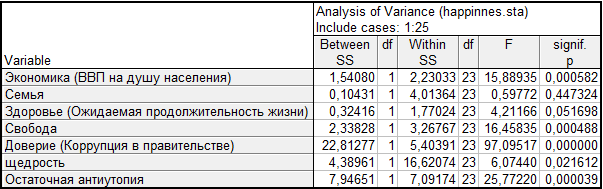 Analysis of Variance (happinnes.sta)
Include cases: 1:25
Variable Between SS df Within SS df F signif. p
Экономика (ВВП на душу населения) 1,54080 1 2,23033 23 15,88935 0,000582
Семья 0,10431 1 4,01364 23 0,59772 0,447324
Здоровье (Ожидаемая продолжительность жизни) 0,32416 1 1,77024 23 4,21166 0,051698
Свобода 2,33828 1 3,26767 23 16,45835 0,000488
Доверие (Коррупция в правительстве) 22,81277 1 5,40391 23 97,09517 0,000000
щедрость 4,38961 1 16,62074 23 6,07440 0,021612
Остаточная антиутопия 7,94651 1 7,09174 23 25,77220 0,000039